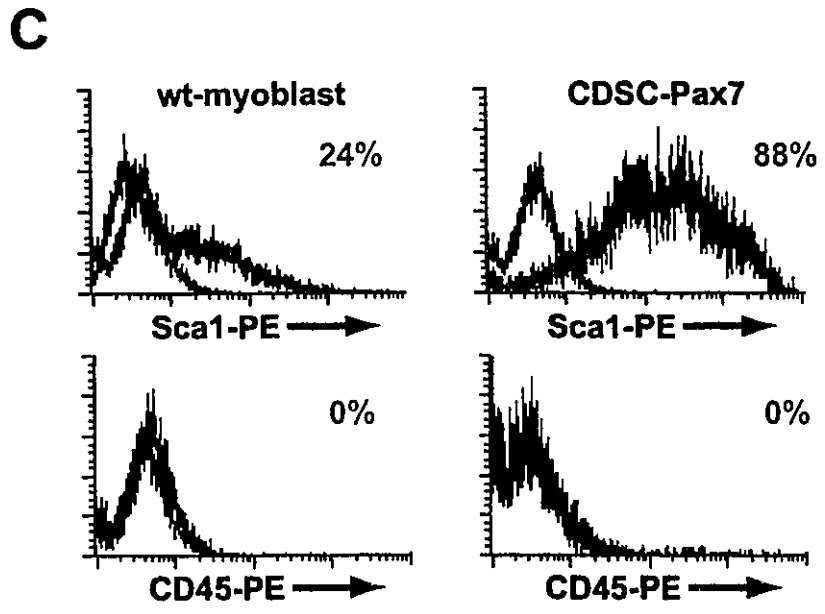 C
wt-myoblast
24%
Sca1-PE
CDSC-Pax7
88%
Sca1-PE
0%
CD45-PE
0%
CD45-PE